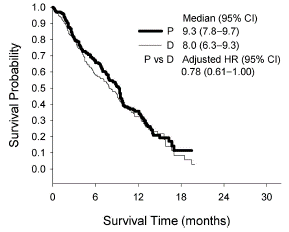 Median (95% CI)
P 9.3 (7.8–9.7)
D 8.0 (6.3–9.3)
P vs D Adjusted HR (95% CI)
0.78 (0.61–1.00)
Survival Probability
1.0
0.9
0.8
0.7
0.6
0.5
0.4
0.3
0.2
0.1
0.0
0 6 12 18 24 30
Survival Time (months)